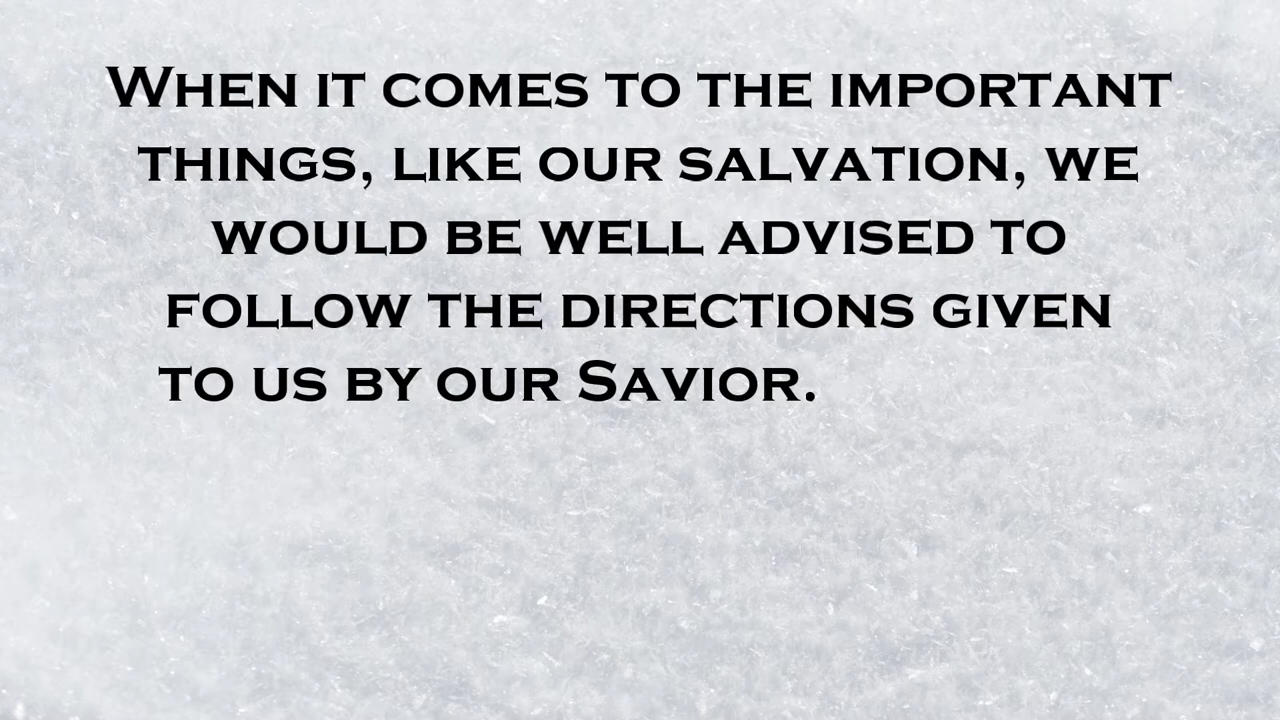 When it comes to the important
things, like our salvation, we
would be well advised to
follow the directions given
to us by our Savior.